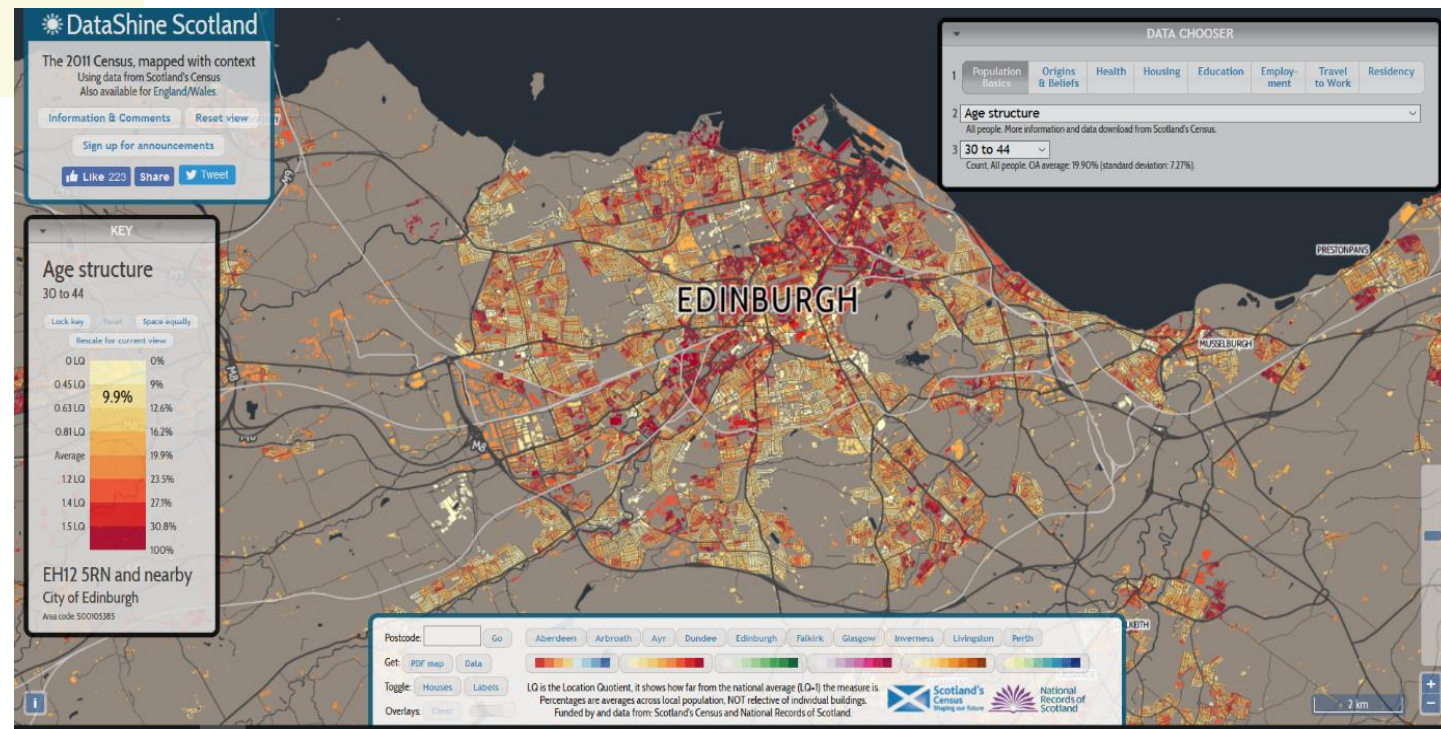 DataShine Scotland
The 2011 Census, mapped with context
Using data from Scotland's Census
Also available for England/Wales.
Information & Comments Reset view
Sign up for announcements
Like 223 Share Tweet
KEY
Age structure
30 to 44
Lock key Reset Space equally
Rescale for current view
0 LQ 0%
0.45 LQ 9%
9.9%
0.63 LQ 12.6%
0.81 LQ 16.2%
Average 19.9%
1.2 LQ 23.5%
1.4 LQ 27.1%
1.5 LQ 30.8%
100%
EH12 5RN and nearby
City of Edinburgh
Area code: S00105385
DATA CHOOSER
1 Population Basics Origins & Beliefs Health Housing Education Employ-ment Travel to Work Residency
2 Age structure
All people. More information and data download from Scotland's Census.
3 30 to 44
Count, All people. OA average: 19.90% (standard deviation: 7.27%).
EDINBURGH
PRESTONPANS
MUSSELBURGH
M8
M8
M9
LKEITH
Postcode: Go Aberdeen Arbroath Ayr Dundee Edinburgh Falkirk Glasgow Inverness Livingston Perth
Get: PDF map Data
Toggle: Houses Labels
Overlays: Clear
LQ is the Location Quotient, it shows how far from the national average (LQ=1) the measure is.
Percentages are averages across local population, NOT relective of individual buildings.
Funded by and data from: Scotland's Census and National Records of Scotland.
Scotland's Census
Shaping our future
National Records of Scotland
2 km
+
−
i